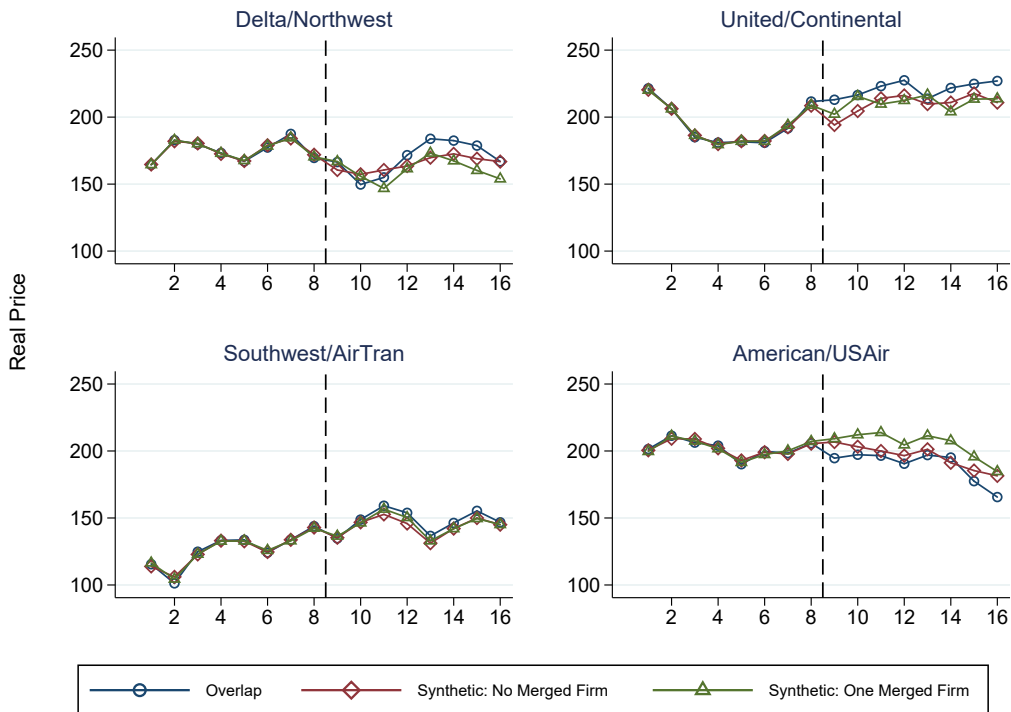 Delta/Northwest
United/Continental
250
200
150
100
2 4 6 8 10 12 14 16
250
200
150
100
2 4 6 8 10 12 14 16
Real Price
Southwest/AirTran
American/USAir
250
200
150
100
2 4 6 8 10 12 14 16
250
200
150
100
2 4 6 8 10 12 14 16
Overlap Synthetic: No Merged Firm Synthetic: One Merged Firm